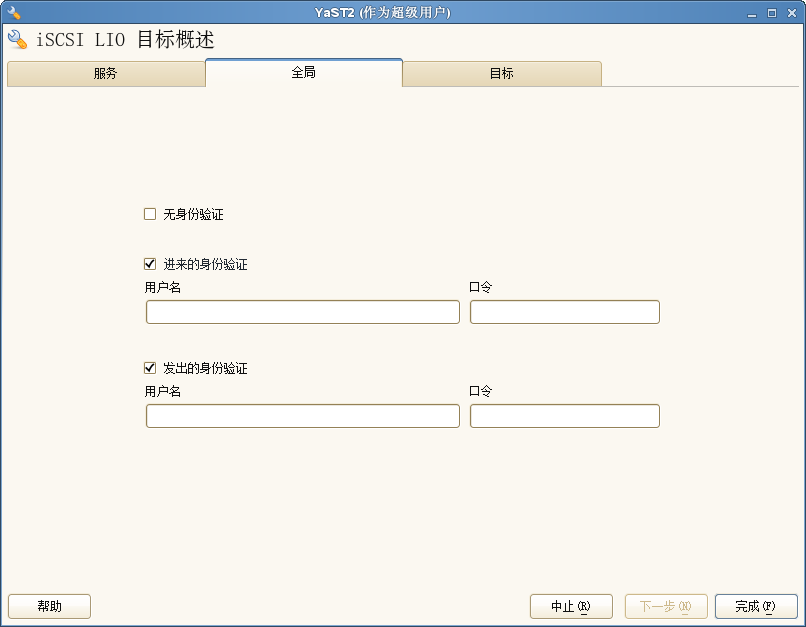 YaST2 (作为超级用户)
iSCSI LIO 目标概述
服务 全局 目标
无身份验证
进来的身份验证
用户名 口令
发出的身份验证
用户名 口令
帮助 中止(R) 下一步(N) 完成(F)